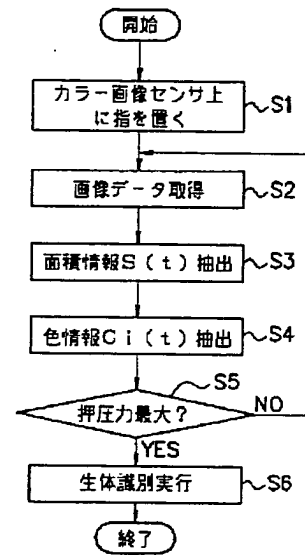 開始
カラー画像センサ上
に指を置く
S1
画像データ取得
S2
面積情報S(t)抽出
S3
色情報Ci(t)抽出
S4
S5
押圧力最大?
NO
YES
生体識別実行
S6
終了